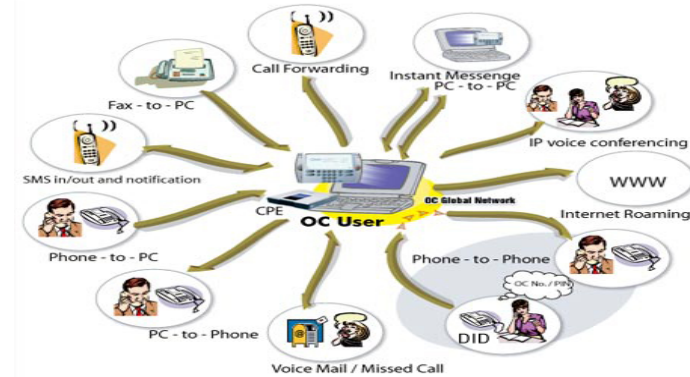 Call Forwarding
Instant Messenge
PC - to - PC
Fax - to - PC
IP voice conferencing
SMS in/out and notification
WWW
Internet Roaming
CPE
OC User
OC Global Network
Phone - to - PC
Phone - to - Phone
OC No. / PIN
PC - to - Phone
DID
@
Voice Mail / Missed Call